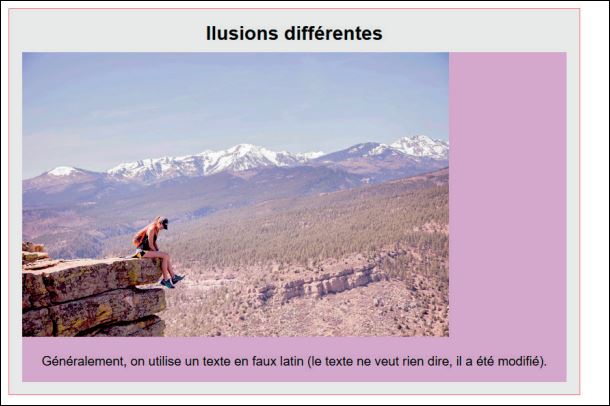 Ilusions différentes
Généralement, on utilise un texte en faux latin (le texte ne veut rien dire, il a été modifié).